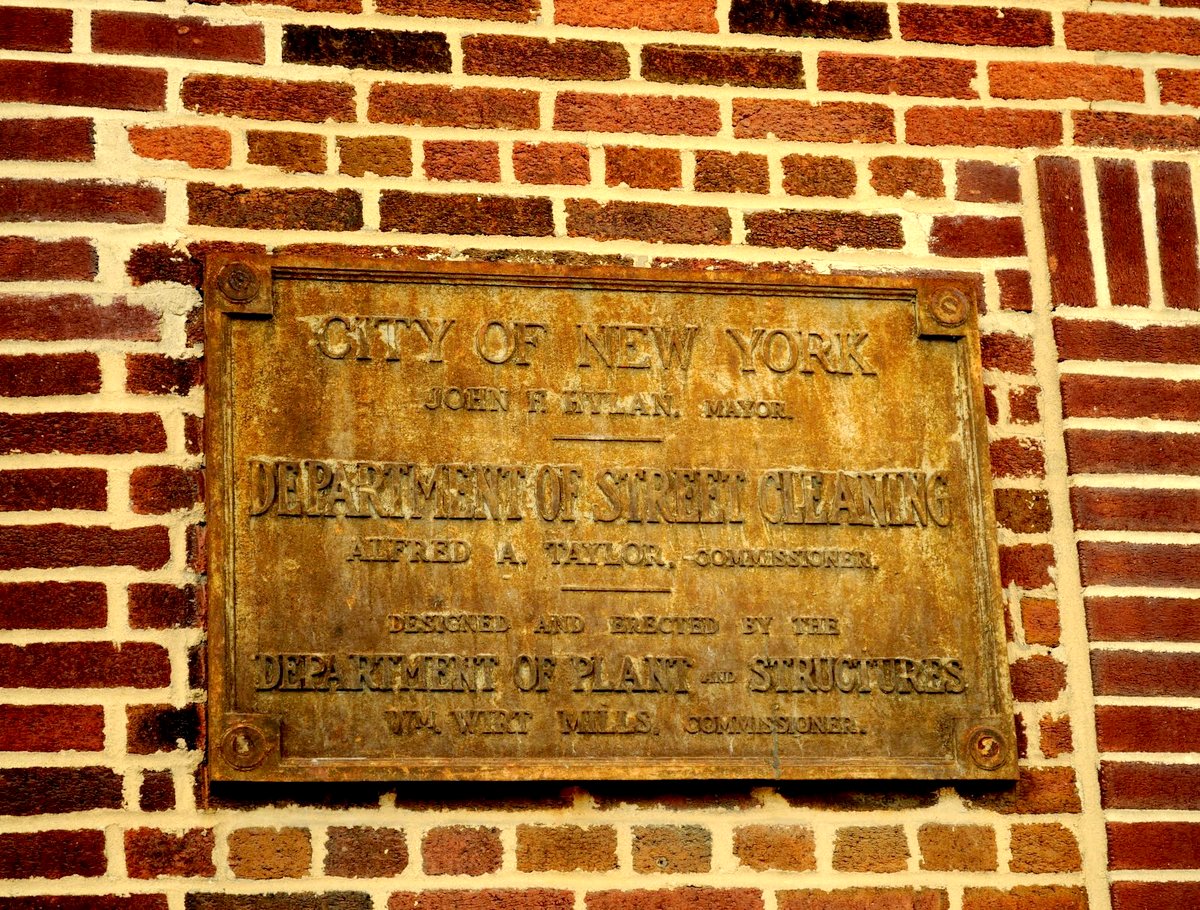 CITY OF NEW YORK
JOHN F. HYLAN, MAYOR.
DEPARTMENT OF STREET CLEANING
ALFRED A. TAYLOR, COMMISSIONER.
DESIGNED AND ERECTED BY THE
DEPARTMENT OF PLANT AND STRUCTURES
WM. WIRT MILLS, COMMISSIONER.